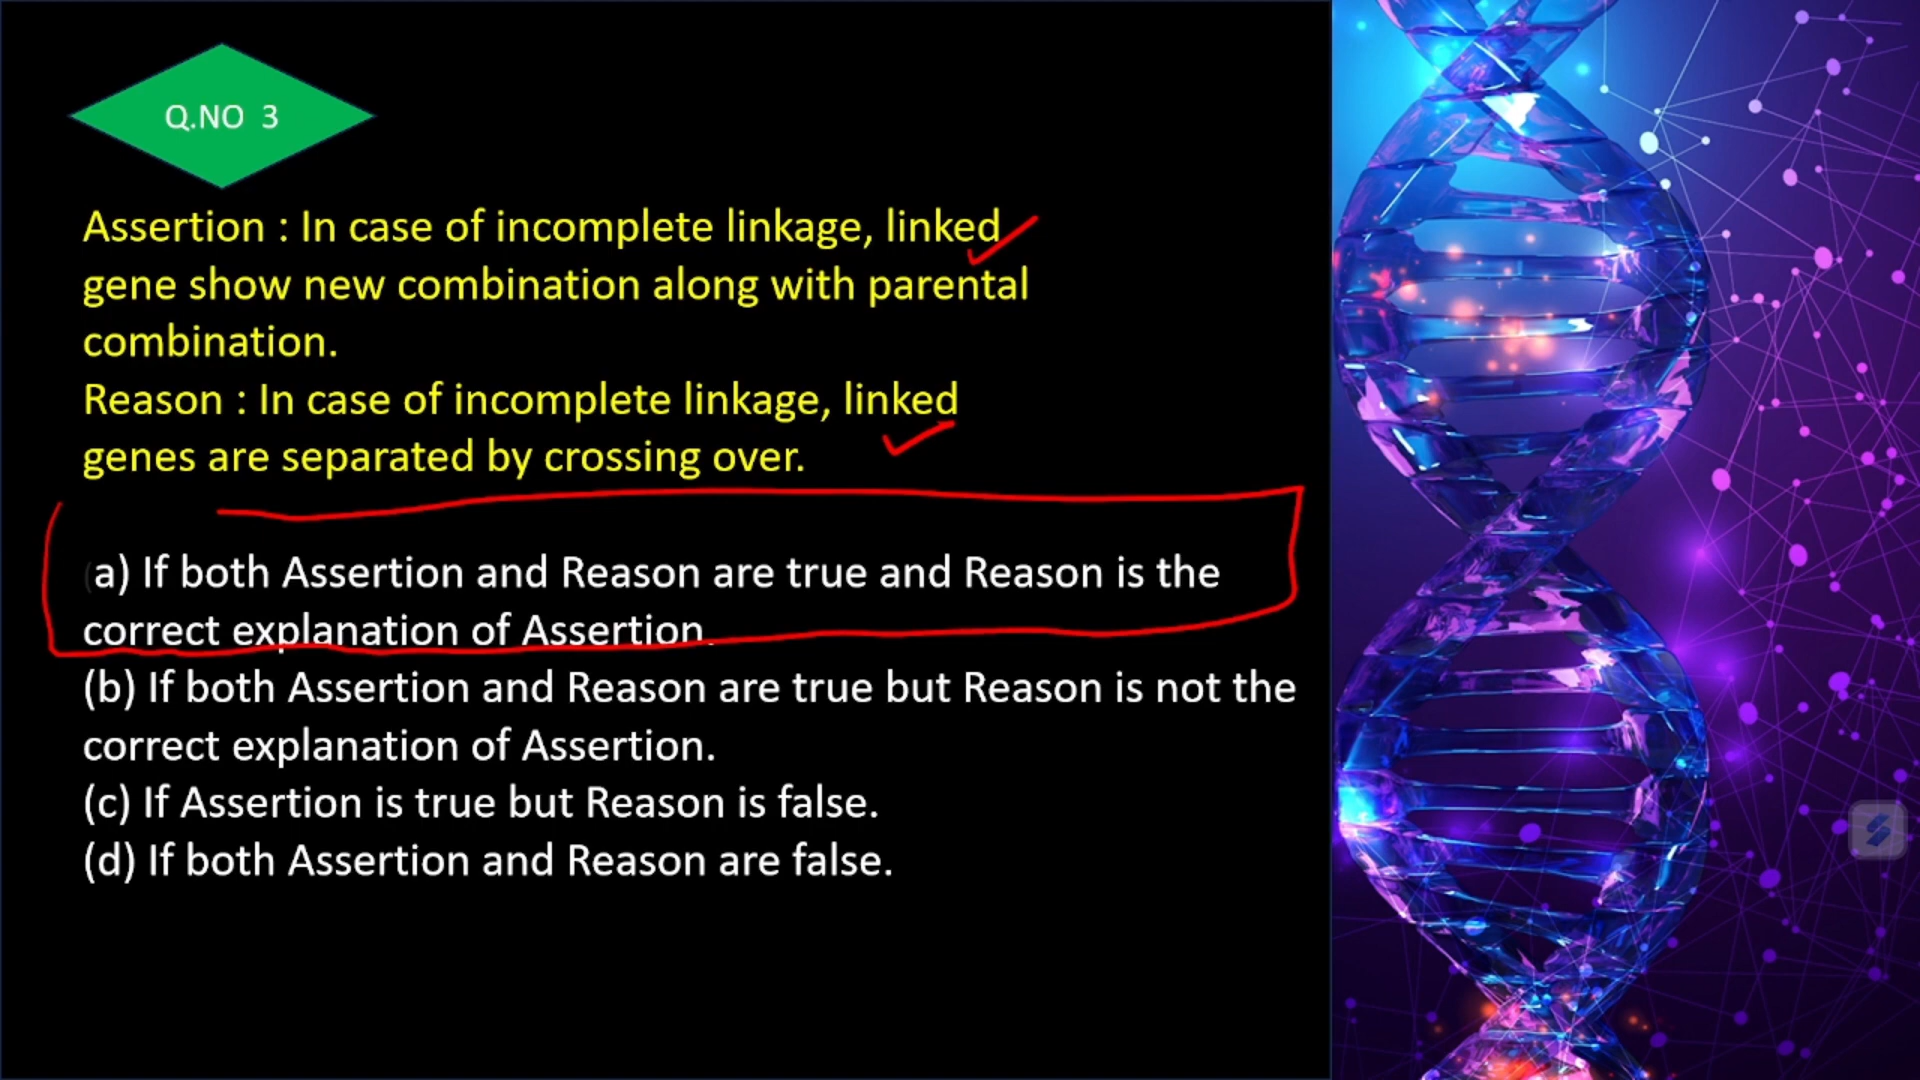 Q.NO 3
Assertion : In case of incomplete linkage, linked
gene show new combination along with parental
combination.
Reason : In case of incomplete linkage, linked
genes are separated by crossing over.
(a) If both Assertion and Reason are true and Reason is the
correct explanation of Assertion.
(b) If both Assertion and Reason are true but Reason is not the
correct explanation of Assertion.
(c) If Assertion is true but Reason is false.
(d) If both Assertion and Reason are false.